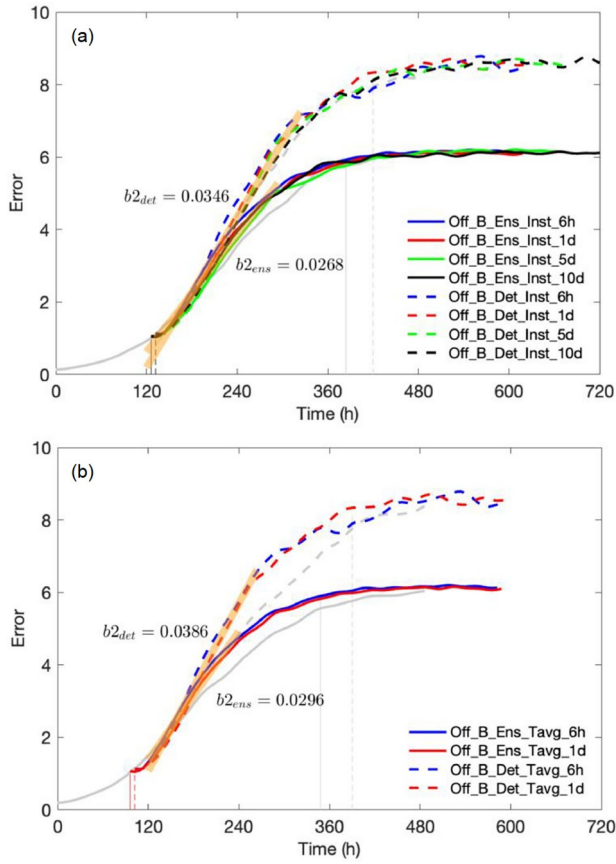 (a)
10
8
6
4
2
0
Error
b2det = 0.0346
b2ens = 0.0268
Off_B_Ens_Inst_6h
Off_B_Ens_Inst_1d
Off_B_Ens_Inst_5d
Off_B_Ens_Inst_10d
Off_B_Det_Inst_6h
Off_B_Det_Inst_1d
Off_B_Det_Inst_5d
Off_B_Det_Inst_10d
0 120 240 360 480 600 720
Time (h)
(b)
10
8
6
4
2
0
Error
b2det = 0.0386
b2ens = 0.0296
Off_B_Ens_Tavg_6h
Off_B_Ens_Tavg_1d
Off_B_Det_Tavg_6h
Off_B_Det_Tavg_1d
0 120 240 360 480 600 720
Time (h)